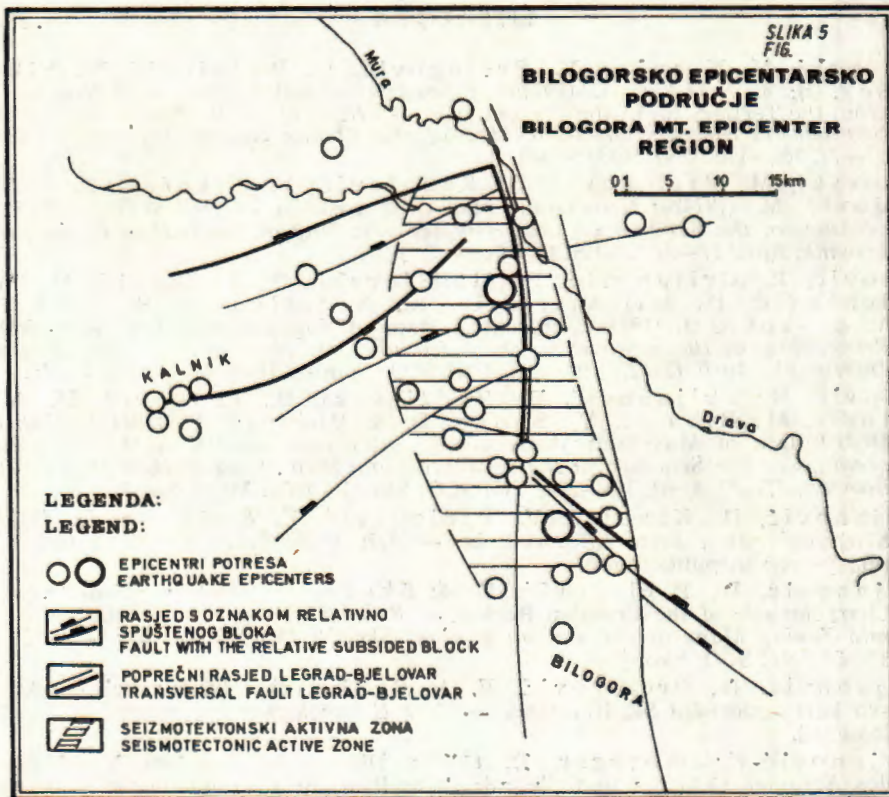 SLIKA 5
FIG.
BILOGORSKO EPICENTARSKO
PODRUČJE
BILOGORA MT. EPICENTER
REGION
0 1 5 10 15km
Mura
KALNIK
Drava
BILOGORA
LEGENDA:
LEGEND:
EPICENTRI POTRESA
EARTHQUAKE EPICENTERS
RASJED S OZNAKOM RELATIVNO
SPUŠTENOG BLOKA
FAULT WITH THE RELATIVE SUBSIDED BLOCK
POPREČNI RASJED LEGRAD-BJELOVAR
TRANSVERSAL FAULT LEGRAD-BJELOVAR
SEIZMOTEKTONSKI AKTIVNA ZONA
SEISMOTECTONIC ACTIVE ZONE